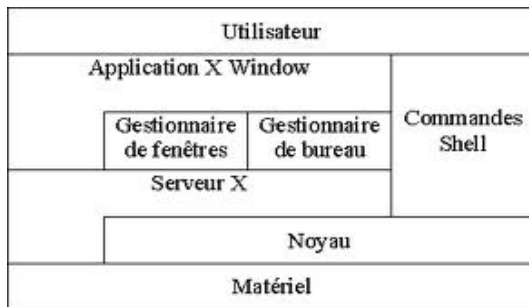 Utilisateur
Application X Window
Gestionnaire
de fenêtres
Gestionnaire
de bureau
Commandes
Shell
Serveur X
Noyau
Matériel